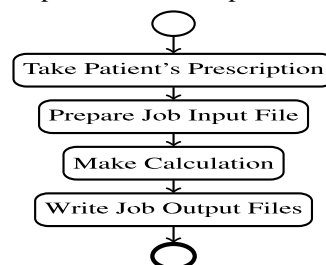 Take Patient's Prescription
Prepare Job Input File
Make Calculation
Write Job Output Files